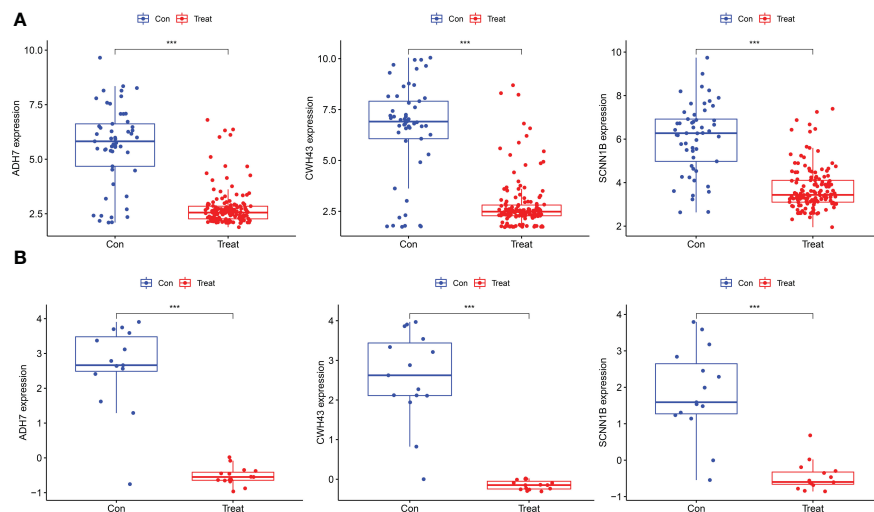 A
Con Treat
ADH7 expression
10.0
7.5
5.0
2.5
***
Con Treat
Con Treat
CWH43 expression
10.0
7.5
5.0
2.5
***
Con Treat
Con Treat
SCNN1B expression
10
8
6
4
2
***
Con Treat
B
Con Treat
ADH7 expression
4
3
2
1
0
−1
***
Con Treat
Con Treat
CWH43 expression
4
3
2
1
0
***
Con Treat
Con Treat
SCNN1B expression
4
3
2
1
0
−1
***
Con Treat